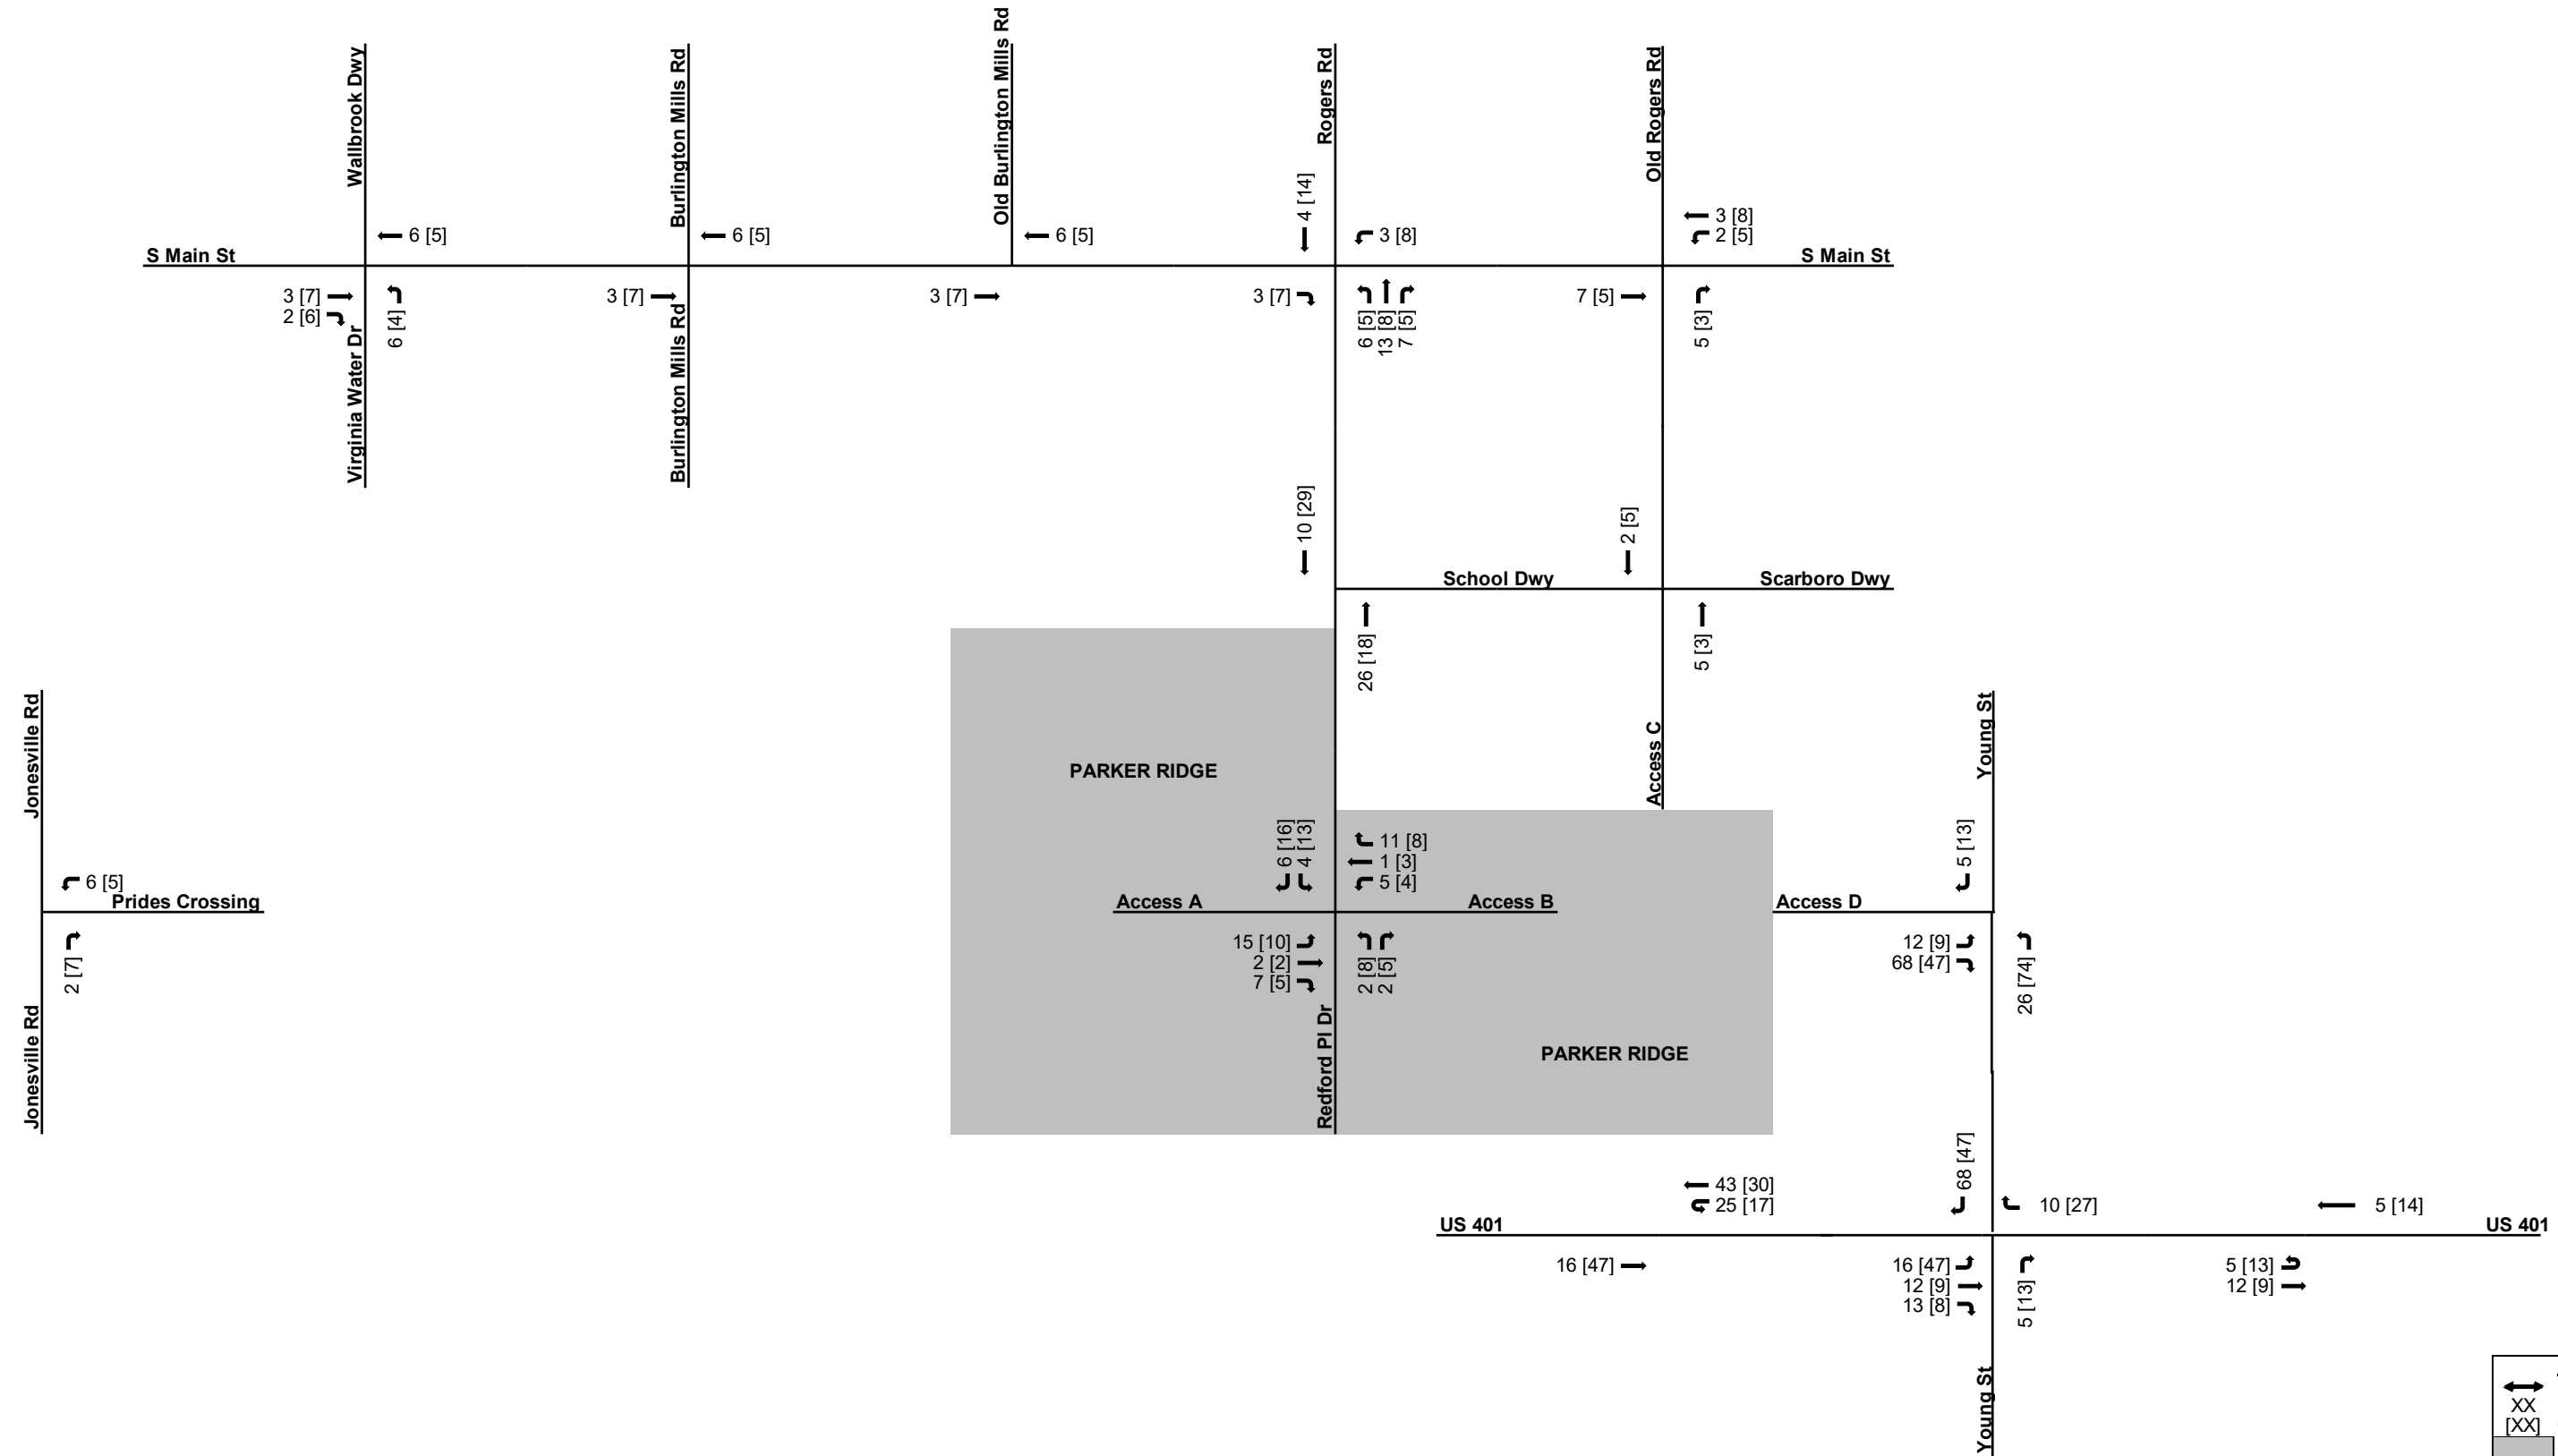 Wallbrook Dwy
Burlington Mills Rd
Old Burlington Mills Rd
Rogers Rd
Old Rogers Rd
4 [14]
6 [5]
6 [5]
6 [5]
3 [8]
3 [8]
2 [5]
S Main St
S Main St
3 [7]
2 [6]
6 [4]
3 [7]
3 [7]
3 [7]
6 [5]
13 [8]
7 [5]
7 [5]
5 [3]
Virginia Water Dr
Burlington Mills Rd
10 [29]
2 [5]
School Dwy
Scarboro Dwy
26 [18]
5 [3]
Jonesville Rd
PARKER RIDGE
Access C
Young St
6 [16]
4 [13]
11 [8]
1 [3]
5 [4]
5 [13]
6 [5]
Prides Crossing
Access A
Access B
Access D
2 [7]
15 [10]
2 [2]
7 [5]
2 [8]
2 [5]
12 [9]
68 [47]
26 [74]
Jonesville Rd
Redford Pl Dr
PARKER RIDGE
68 [47]
43 [30]
25 [17]
10 [27]
5 [14]
US 401
US 401
16 [47]
16 [47]
12 [9]
13 [8]
5 [13]
5 [13]
12 [9]
Young St
XX
[XX]